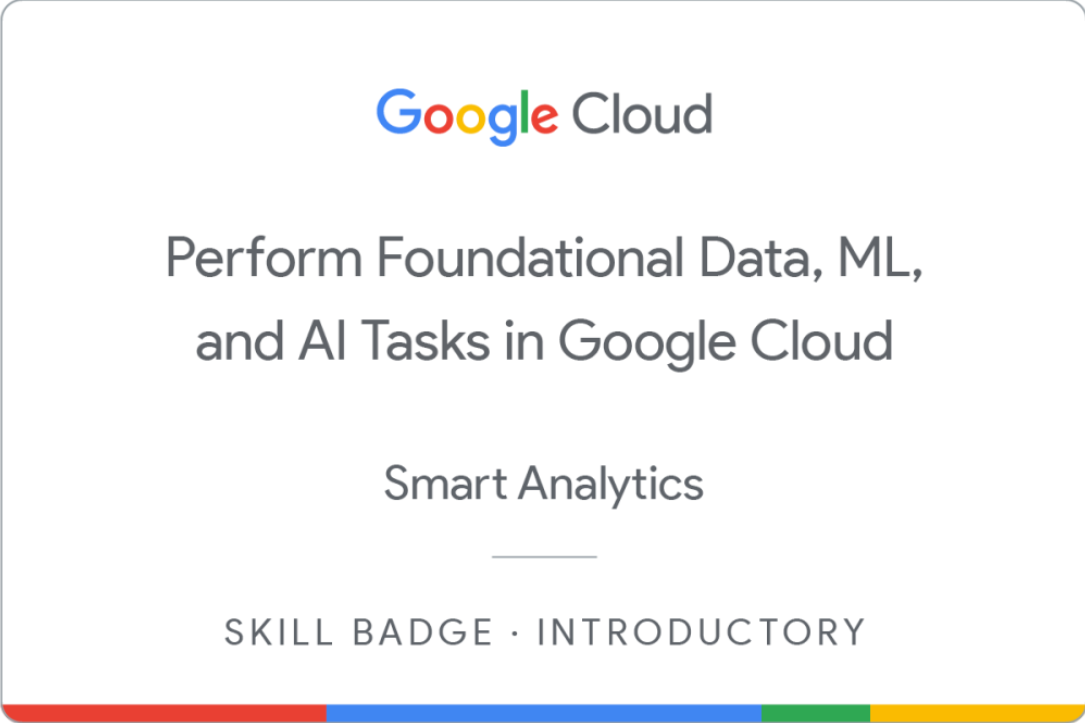 Google Cloud
Perform Foundational Data, ML,
and AI Tasks in Google Cloud
Smart Analytics
SKILL BADGE · INTRODUCTORY